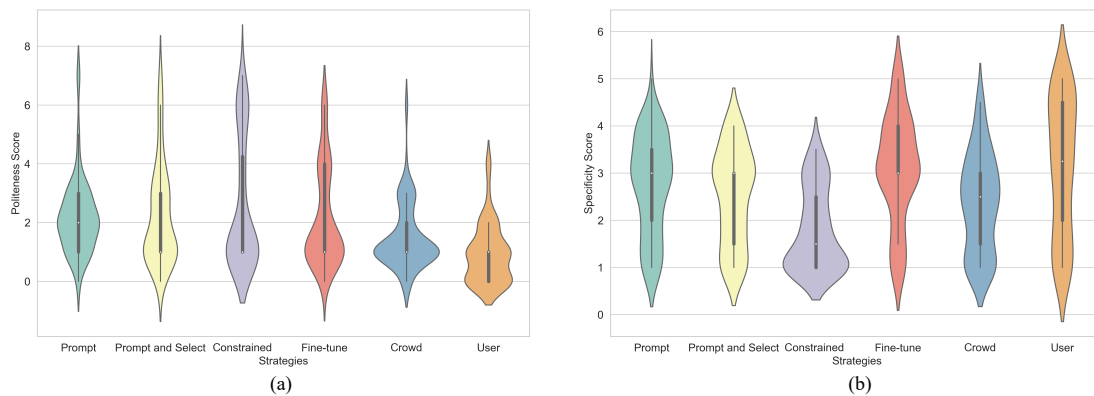 8
6
4
2
0
Politeness Score
Prompt Prompt and Select Constrained Fine-tune Crowd User
Strategies
(a)
6
5
4
3
2
1
0
Specificity Score
Prompt Prompt and Select Constrained Fine-tune Crowd User
Strategies
(b)